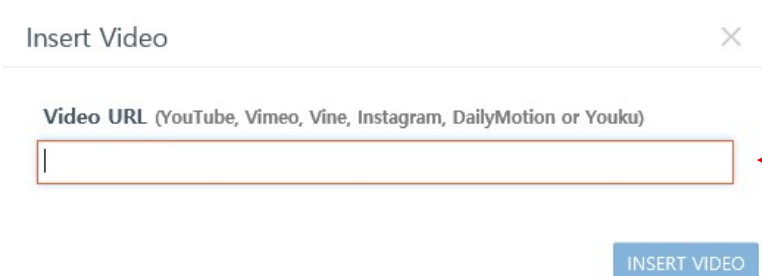 Insert Video
Video URL (YouTube, Vimeo, Vine, Instagram, DailyMotion or Youku)
INSERT VIDEO